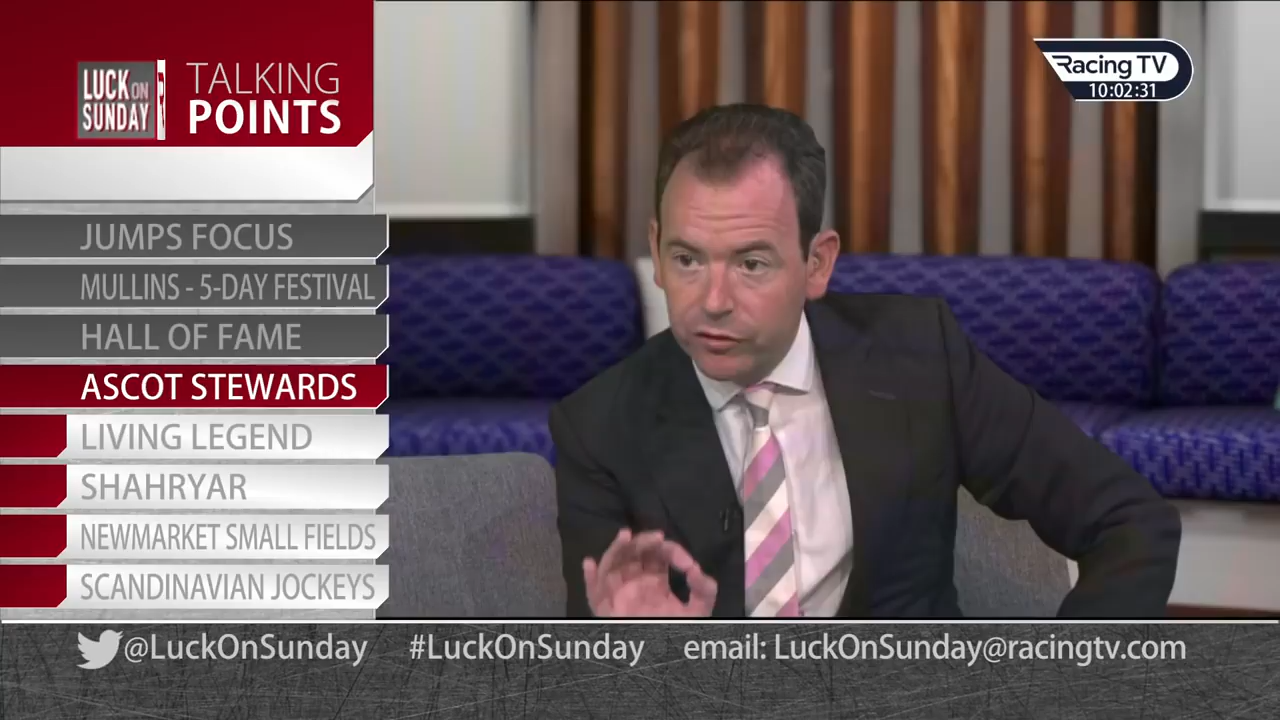 LUCK ON
SUNDAY
TALKING
POINTS
Racing TV
10:02:31
JUMPS FOCUS
MULLINS - 5-DAY FESTIVAL
HALL OF FAME
ASCOT STEWARDS
LIVING LEGEND
SHAHRYAR
NEWMARKET SMALL FIELDS
SCANDINAVIAN JOCKEYS
@LuckOnSunday #LuckOnSunday email: LuckOnSunday@racingtv.com